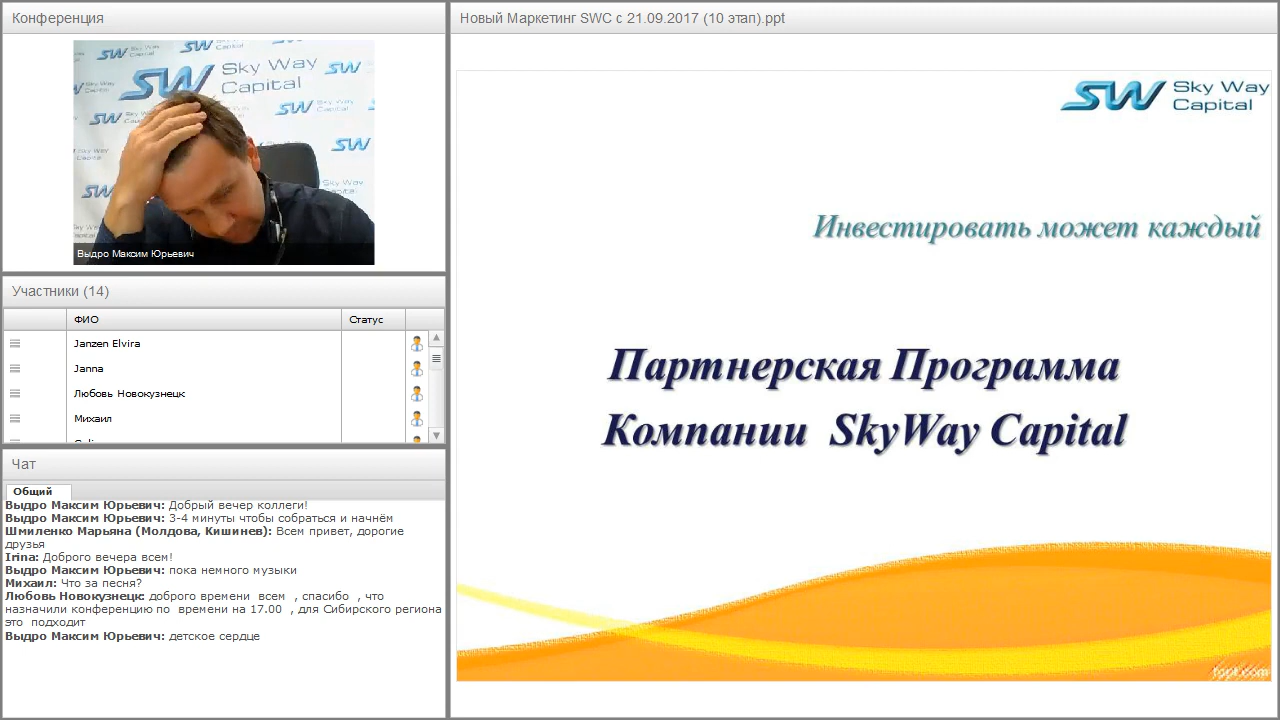 Конференция
Sky Way
Capital
Выдро Максим Юрьевич
Участники (14)
ФИО
Статус
Janzen Elvira
Janna
Любовь Новокузнецк
Михаил
Чат
Общий
Выдро Максим Юрьевич: Добрый вечер коллеги!
Выдро Максим Юрьевич: 3-4 минуты чтобы собраться и начнём
Шмиленко Марьяна (Молдова, Кишинев): Всем привет, дорогие
друзья
Irina: Доброго вечера всем!
Выдро Максим Юрьевич: пока немного музыки
Михаил: Что за песня?
Любовь Новокузнецк: доброго времени всем , спасибо , что
назначили конференцию по времени на 17.00 , для Сибирского региона
это подходит
Выдро Максим Юрьевич: детское сердце
Новый Маркетинг SWC с 21.09.2017 (10 этап).ppt
SW Sky Way
Capital
Инвестировать может каждый
Партнерская Программа
Компании SkyWay Capital
fppt.com